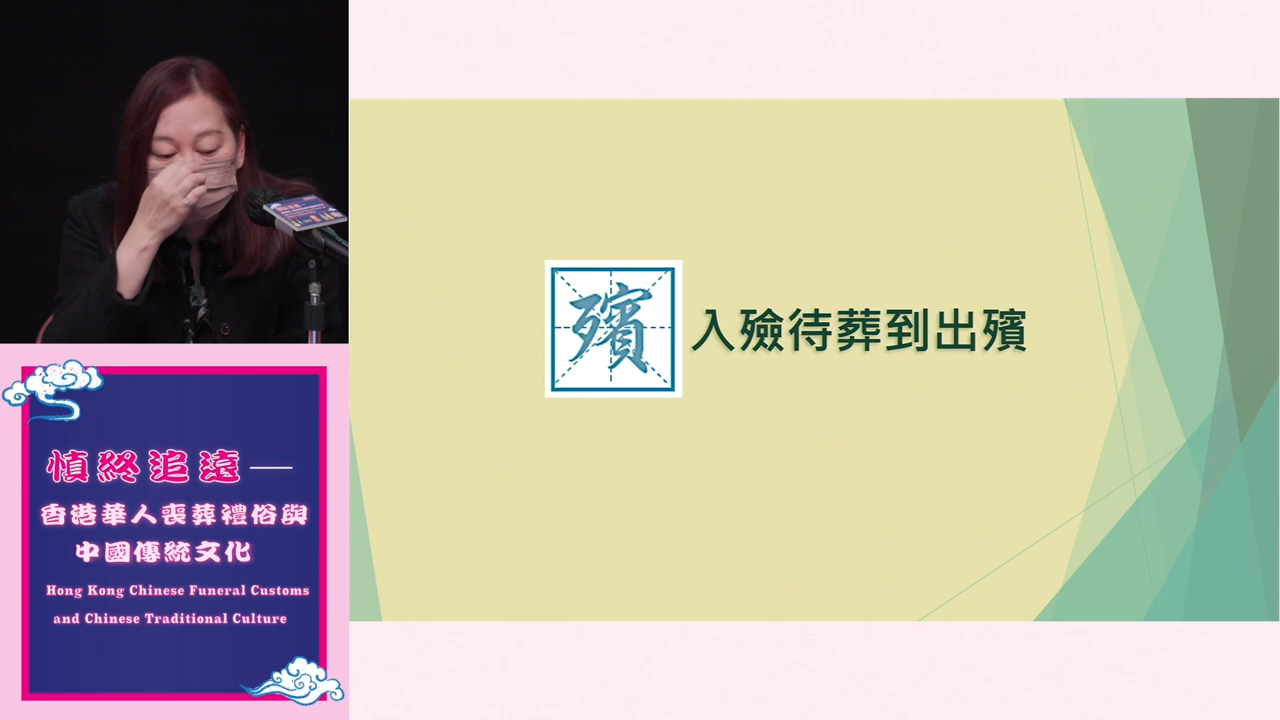 殯
入殮待葬到出殯
慎終追遠—
香港華人喪葬禮俗與
中國傳統文化
Hong Kong Chinese Funeral Customs
and Chinese Traditional Culture